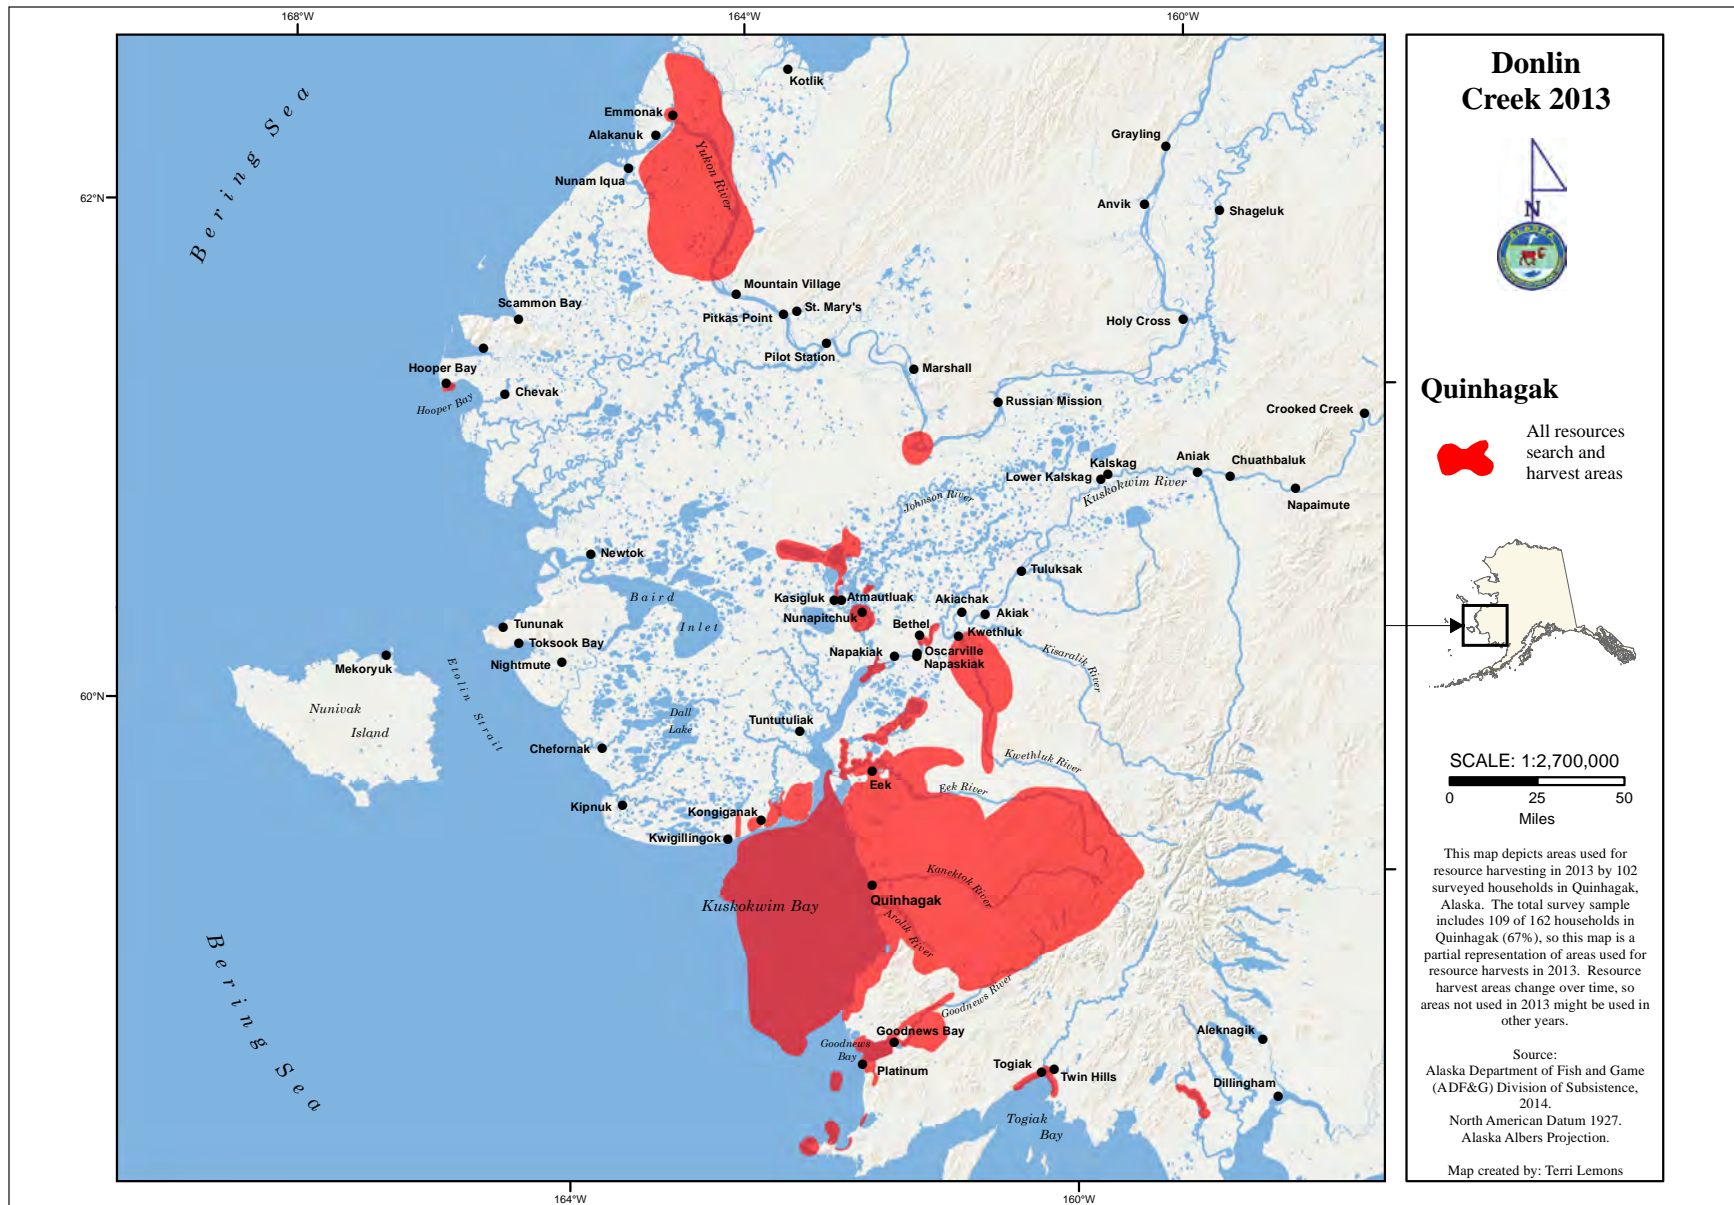 168°W
164°W
160°W
62°N
60°N
164°W
160°W
Bering Sea
Bering Sea
Kotlik
Emmonak
Alakanuk
Nunam Iqua
Yukon River
Grayling
Anvik
Shageluk
Mountain Village
Scammon Bay
St. Mary's
Pitkas Point
Holy Cross
Pilot Station
Hooper Bay
Marshall
Chevak
Hooper Bay
Russian Mission
Crooked Creek
Aniak
Chuathbaluk
Kalskag
Lower Kalskag
Kuskokwim River
Napaimute
Johnson River
Newtok
Tuluksak
Baird
Inlet
Kasigluk
Atmautluak
Nunapitchuk
Akiachak
Akiak
Tununak
Bethel
Kwethluk
Toksook Bay
Oscarville
Napakiak
Napaskiak
Nightmute
Kisaralik River
Mekoryuk
Etolin Strait
Nunivak
Island
Dall
Lake
Tuntutuliak
Chefornak
Kwethluk River
Eek
Eek River
Kipnuk
Kongiganak
Kwigillingok
Kanektok River
Quinhagak
Kuskokwim Bay
Arolik River
Goodnews River
Goodnews Bay
Goodnews
Bay
Platinum
Aleknagik
Togiak
Twin Hills
Dillingham
Togiak
Bay
Donlin
Creek 2013
N
ALASKA
Quinhagak
All resources
search and
harvest areas
SCALE: 1:2,700,000
0 25 50
Miles
This map depicts areas used for
resource harvesting in 2013 by 102
surveyed households in Quinhagak,
Alaska. The total survey sample
includes 109 of 162 households in
Quinhagak (67%), so this map is a
partial representation of areas used for
resource harvests in 2013. Resource
harvest areas change over time, so
areas not used in 2013 might be used in
other years.
Source:
Alaska Department of Fish and Game
(ADF&G) Division of Subsistence,
2014.
North American Datum 1927.
Alaska Albers Projection.
Map created by: Terri Lemons